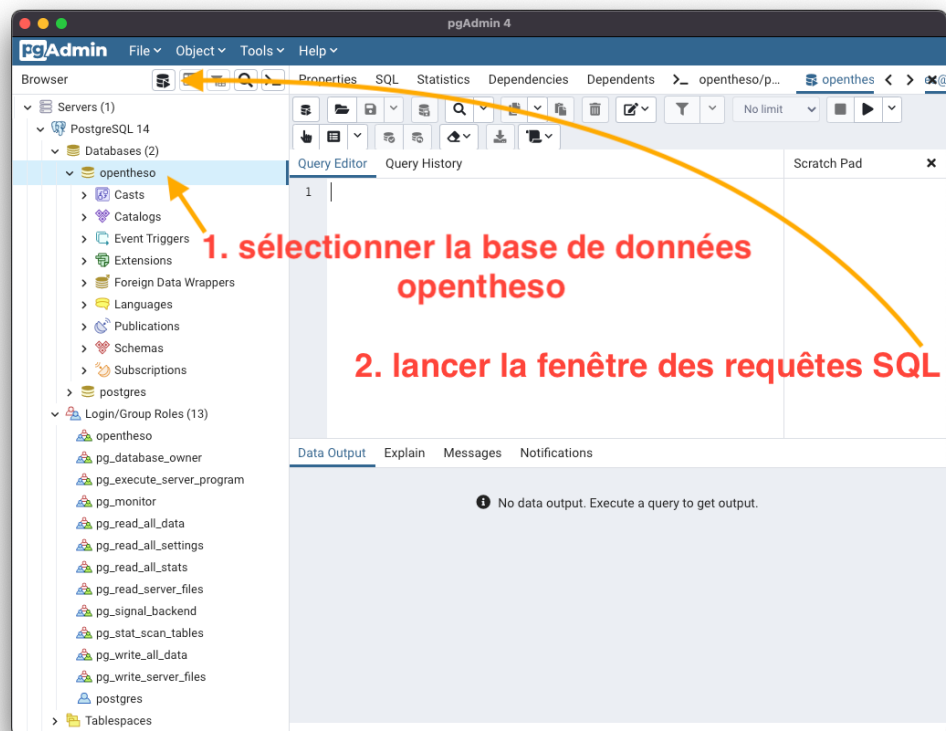 pgAdmin 4
pgAdmin File Object Tools Help
Browser
Properties SQL Statistics Dependencies Dependents opentheso/p... openthes
Servers (1)
PostgreSQL 14
Databases (2)
opentheso
Casts
Catalogs
Event Triggers
Extensions
Foreign Data Wrappers
Languages
Publications
Schemas
Subscriptions
postgres
Login/Group Roles (13)
opentheso
pg_database_owner
pg_execute_server_program
pg_monitor
pg_read_all_data
pg_read_all_settings
pg_read_all_stats
pg_read_server_files
pg_signal_backend
pg_stat_scan_tables
pg_write_all_data
pg_write_server_files
postgres
Tablespaces
No limit
Query Editor Query History
Scratch Pad
1
1. sélectionner la base de données
opentheso
2. lancer la fenêtre des requêtes SQL
Data Output Explain Messages Notifications
No data output. Execute a query to get output.